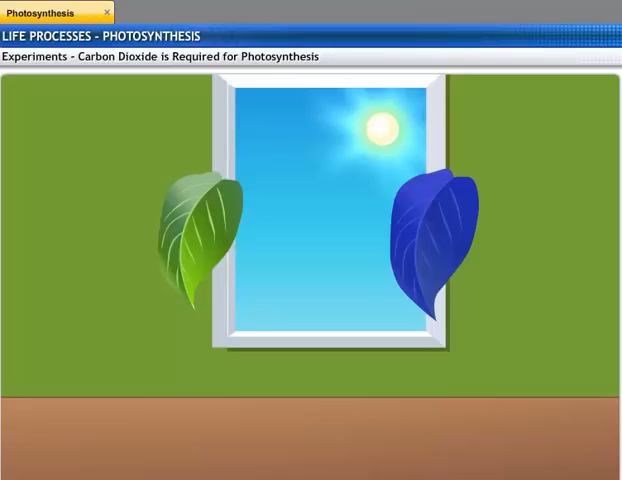 Photosynthesis
LIFE PROCESSES - PHOTOSYNTHESIS
Experiments - Carbon Dioxide is Required for Photosynthesis